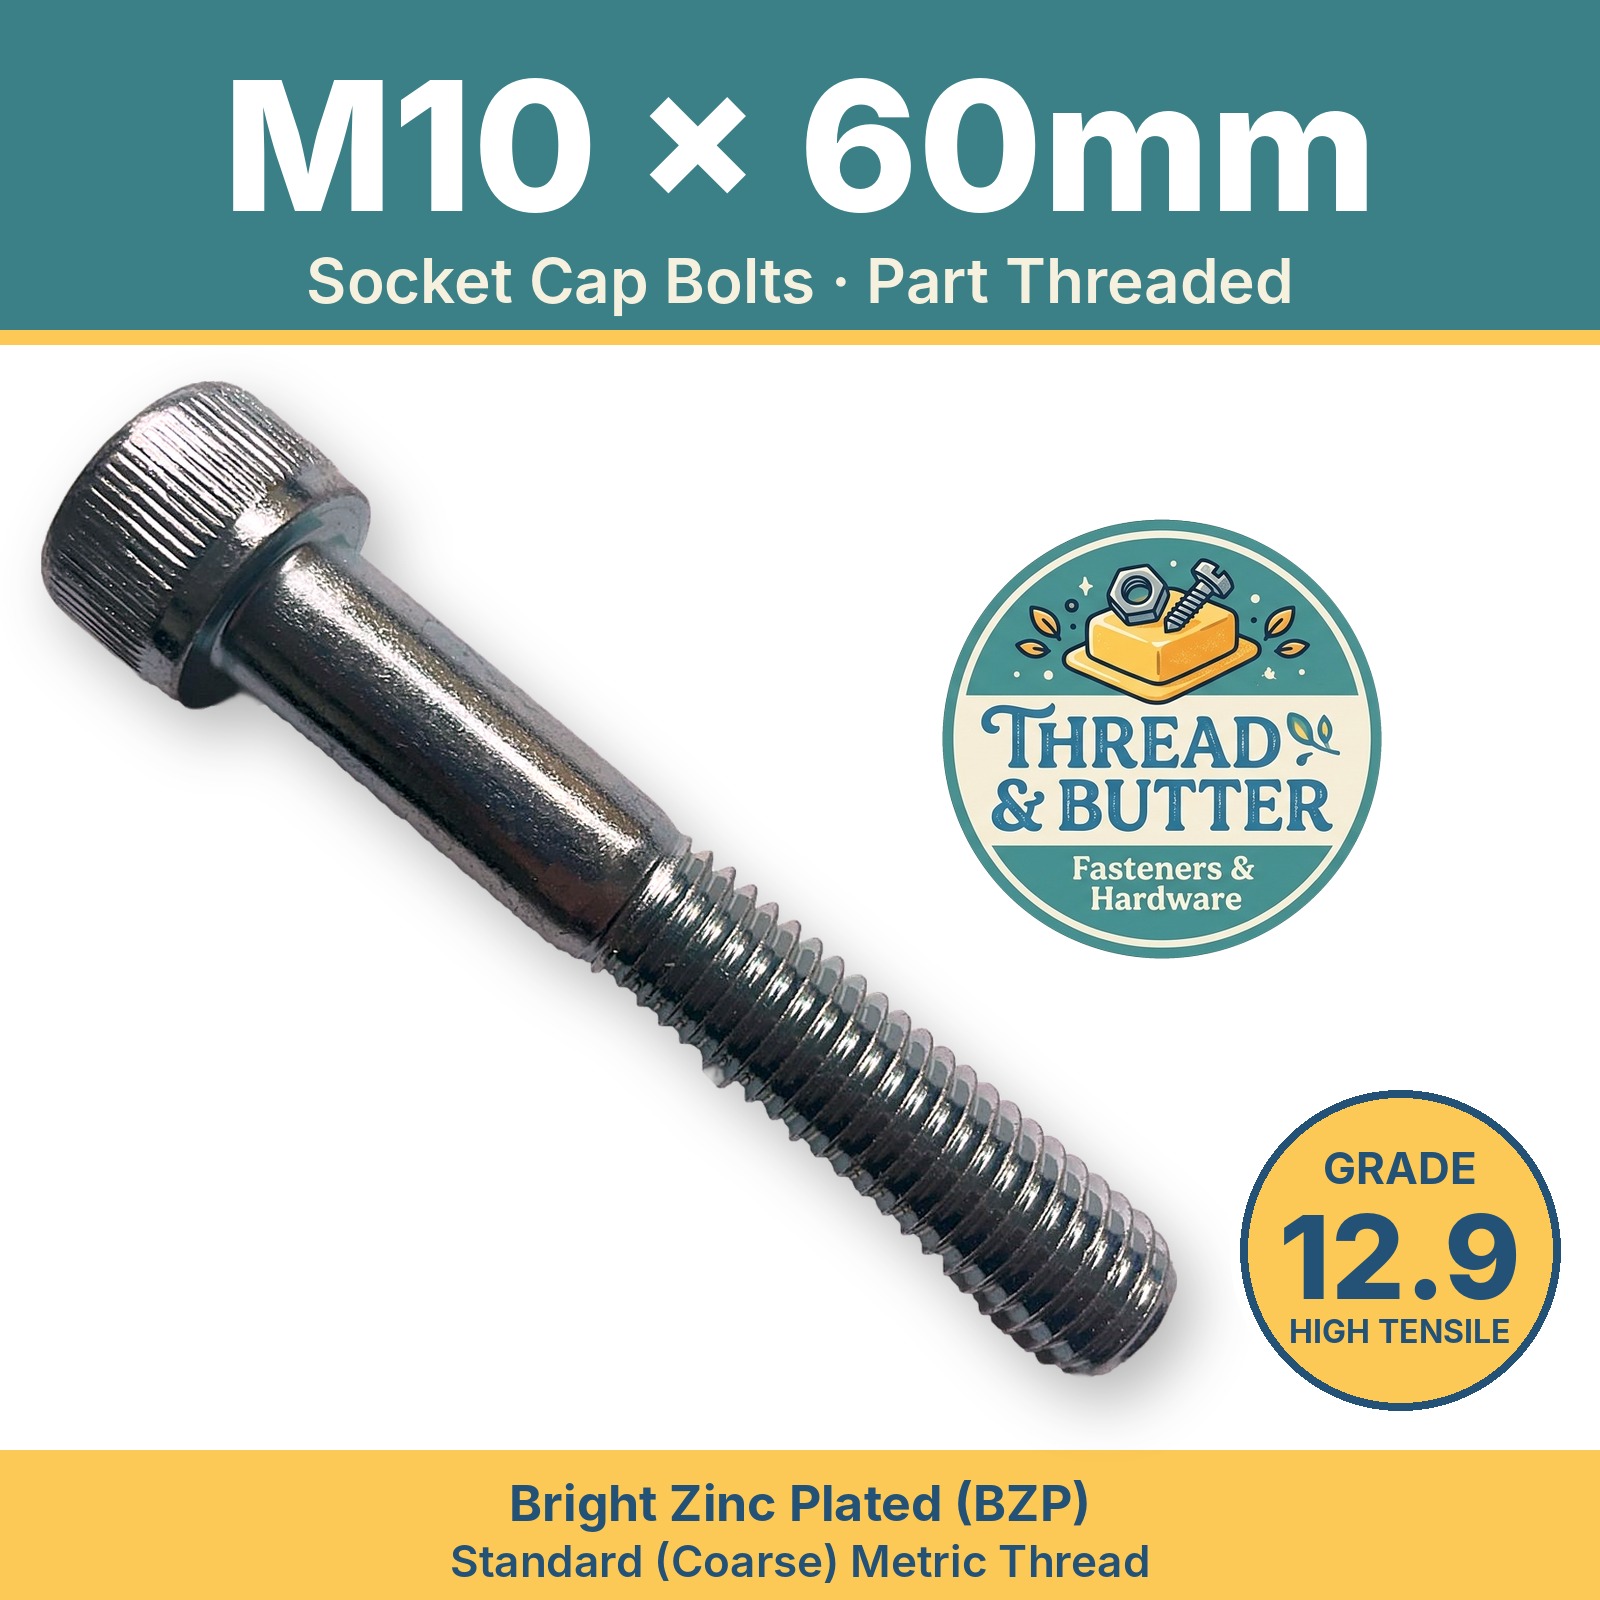 M10 × 60mm
Socket Cap Bolts · Part Threaded
THREAD
& BUTTER
Fasteners &
Hardware
GRADE
12.9
HIGH TENSILE
Bright Zinc Plated (BZP)
Standard (Coarse) Metric Thread